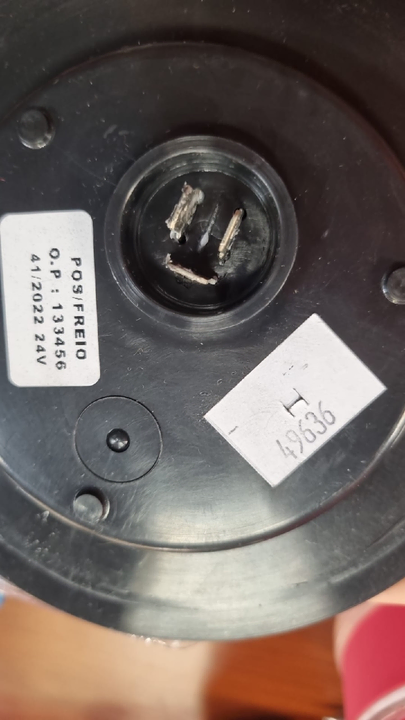 POS/FREIO
O.P : 133456
41/2022 24V
I
49636